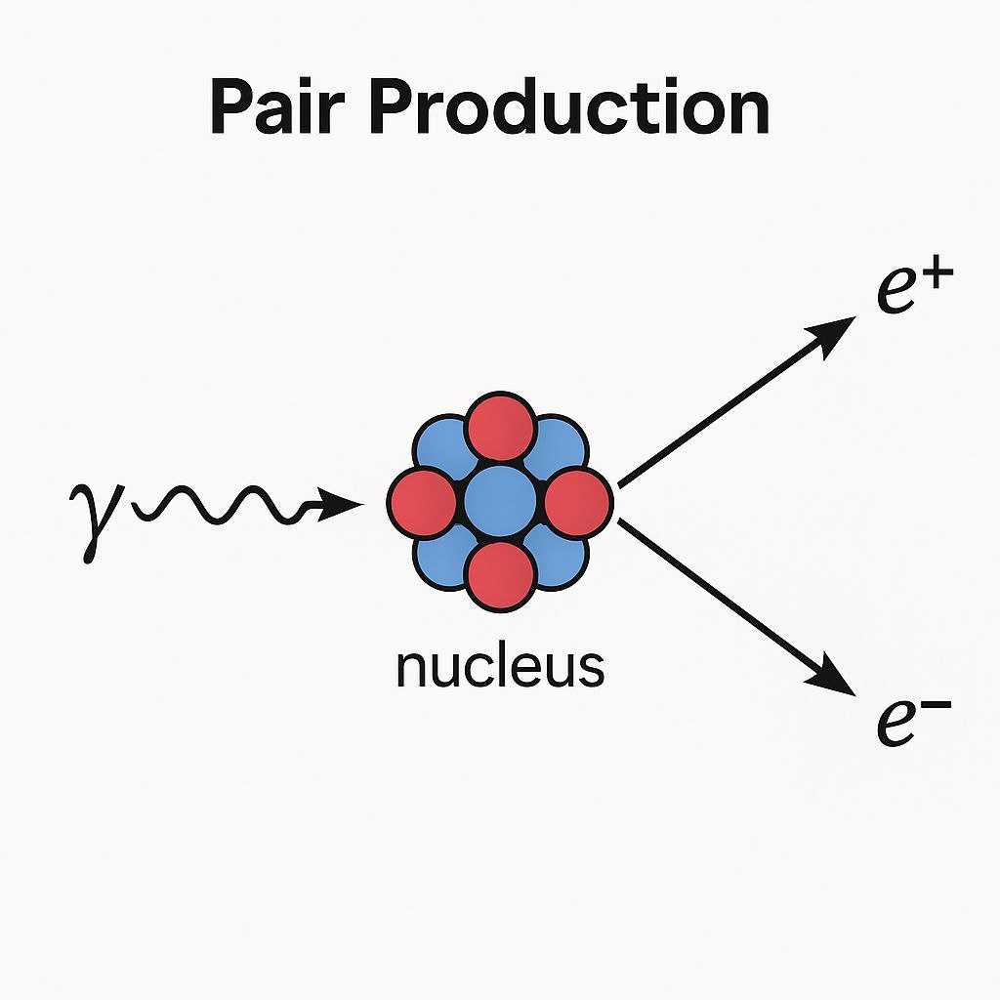 Pair Production
e⁺
γ
nucleus
e⁻